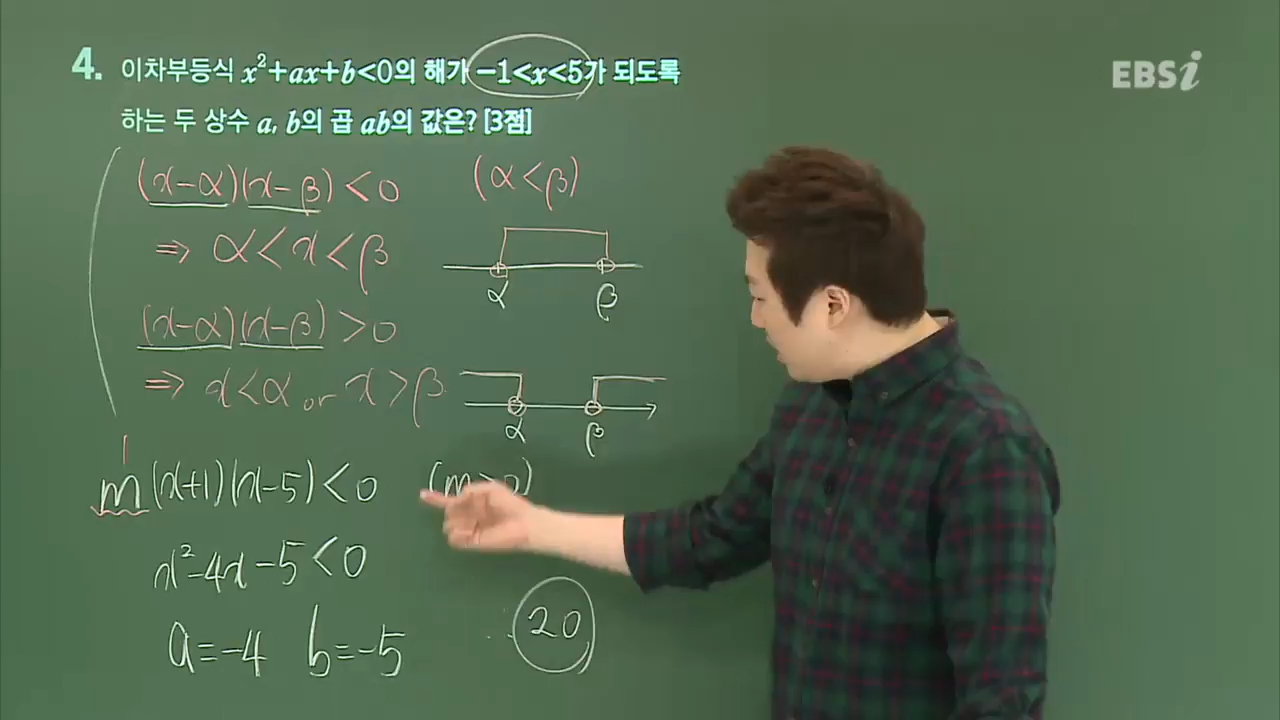 4. 이차부등식 x²+ax+b<0의 해가 -1<x<5가 되도록
EBSi
하는 두 상수 a, b의 곱 ab의 값은? [3점]
(x-α)(x-β)<0 (α<β)
⇒ α<x<β
α β
(x-α)(x-β)>0
⇒ x<α or x>β
α β
1
m(x+1)(x-5)<0 (m>0)
x²-4x-5<0
a=-4 b=-5 ∴ 20